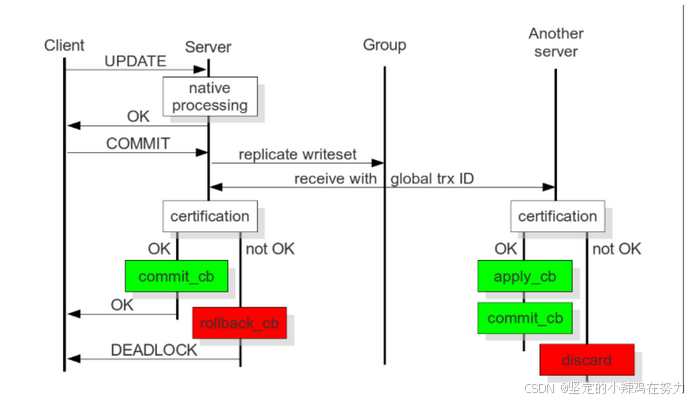 Client
Server
Group
Another
server
UPDATE
native
processing
OK
COMMIT
replicate writeset
receive with global trx ID
certification
certification
OK
not OK
OK
not OK
commit_cb
apply_cb
OK
rollback_cb
commit_cb
DEADLOCK
discard
CSDN @坚定的小辣鸡在努力